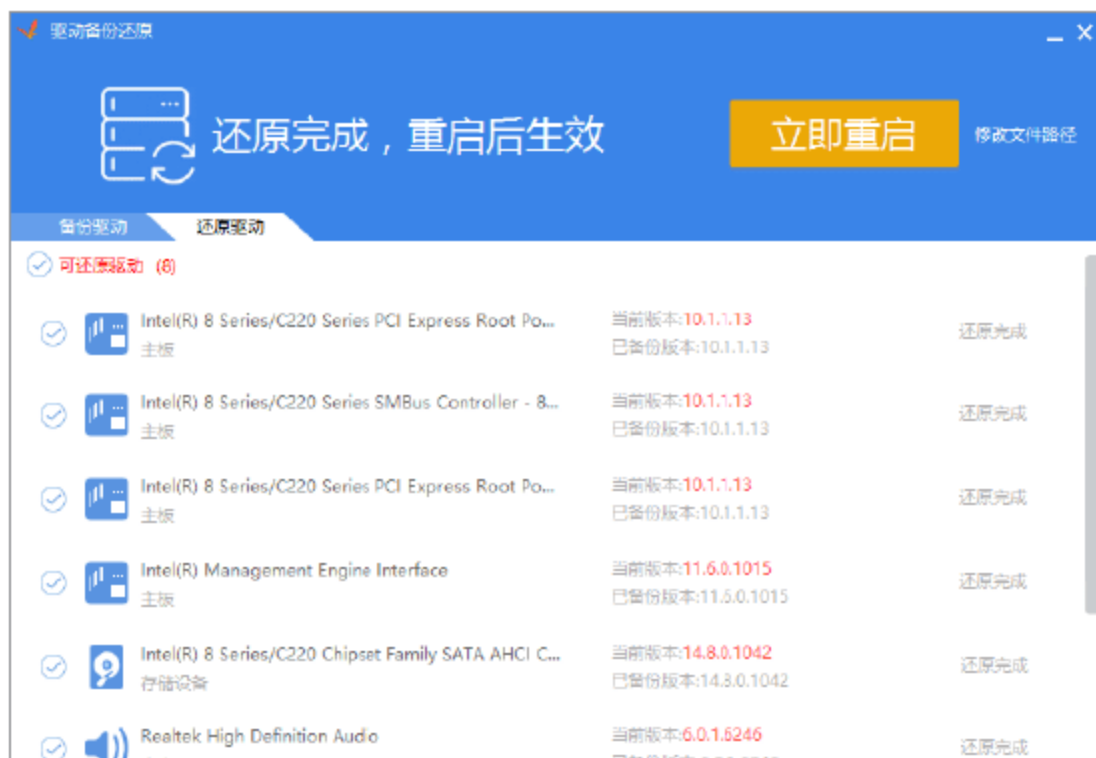 驱动备份还原
还原完成，重启后生效
立即重启
修改文件路径
备份驱动
还原驱动
可还原驱动 (8)
Intel(R) 8 Series/C220 Series PCI Express Root Po...
主板
当前版本:10.1.1.13
已备份版本:10.1.1.13
还原完成
Intel(R) 8 Series/C220 Series SMBus Controller - 8...
主板
当前版本:10.1.1.13
已备份版本:10.1.1.13
还原完成
Intel(R) 8 Series/C220 Series PCI Express Root Po...
主板
当前版本:10.1.1.13
已备份版本:10.1.1.13
还原完成
Intel(R) Management Engine Interface
主板
当前版本:11.6.0.1015
已备份版本:11.6.0.1015
还原完成
Intel(R) 8 Series/C220 Chipset Family SATA AHCI C...
存储设备
当前版本:14.8.0.1042
已备份版本:14.8.0.1042
还原完成
Realtek High Definition Audio
当前版本:6.0.1.6246
还原完成